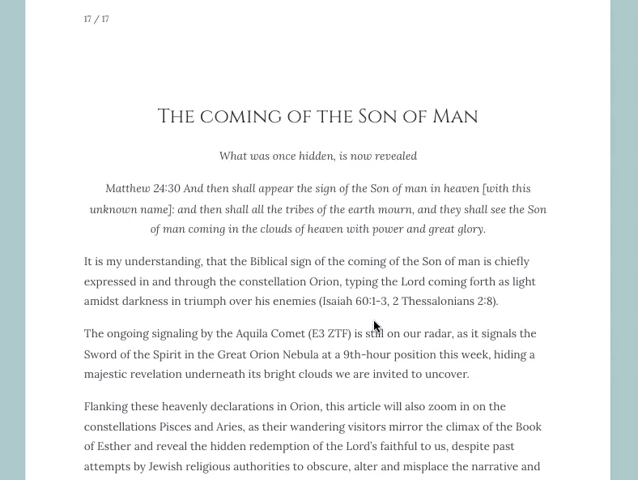 17 / 17
The coming of the Son of Man
What was once hidden, is now revealed
Matthew 24:30 And then shall appear the sign of the Son of man in heaven [with this
unknown name]: and then shall all the tribes of the earth mourn, and they shall see the Son
of man coming in the clouds of heaven with power and great glory.
It is my understanding, that the Biblical sign of the coming of the Son of man is chiefly
expressed in and through the constellation Orion, typing the Lord coming forth as light
amidst darkness in triumph over his enemies (Isaiah 60:1-3, 2 Thessalonians 2:8).
The ongoing signaling by the Aquila Comet (E3 ZTF) is still on our radar, as it signals the
Sword of the Spirit in the Great Orion Nebula at a 9th-hour position this week, hiding a
majestic revelation underneath its bright clouds we are invited to uncover.
Flanking these heavenly declarations in Orion, this article will also zoom in on the
constellations Pisces and Aries, as their wandering visitors mirror the climax of the Book
of Esther and reveal the hidden redemption of the Lord's faithful to us, despite past
attempts by Jewish religious authorities to obscure, alter and misplace the narrative and